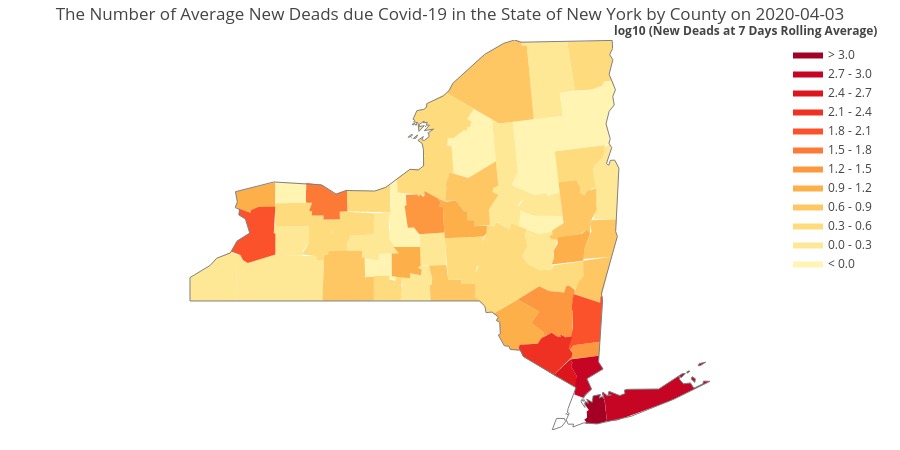 The Number of Average New Deads due Covid-19 in the State of New York by County on 2020-04-03
log10 (New Deads at 7 Days Rolling Average)
> 3.0
2.7 - 3.0
2.4 - 2.7
2.1 - 2.4
1.8 - 2.1
1.5 - 1.8
1.2 - 1.5
0.9 - 1.2
0.6 - 0.9
0.3 - 0.6
0.0 - 0.3
< 0.0